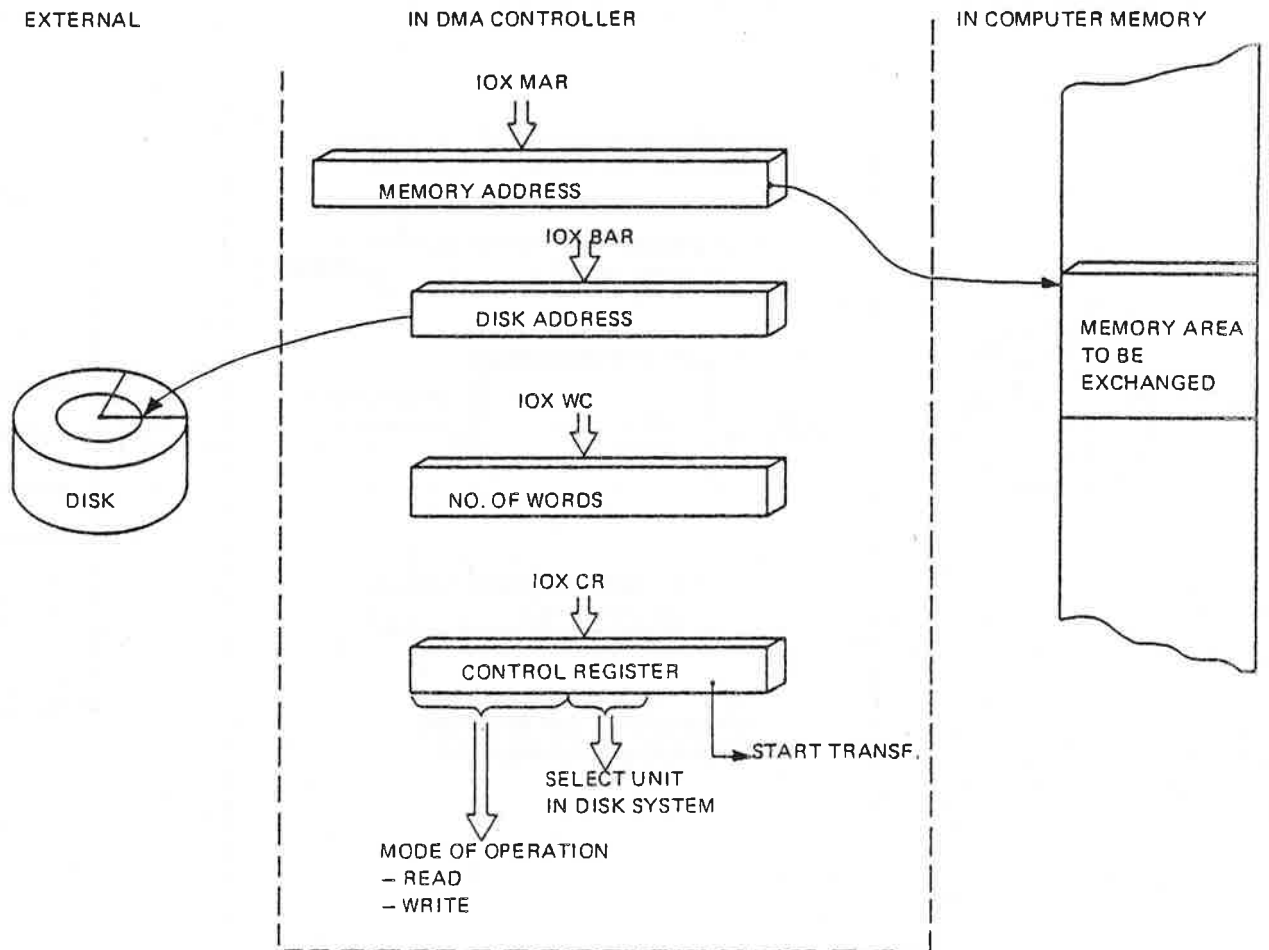 EXTERNAL
IN DMA CONTROLLER
IN COMPUTER MEMORY
IOX MAR
MEMORY ADDRESS
IOX BAR
DISK ADDRESS
MEMORY AREA
TO BE
EXCHANGED
DISK
IOX WC
NO. OF WORDS
IOX CR
CONTROL REGISTER
START TRANSF.
SELECT UNIT
IN DISK SYSTEM
MODE OF OPERATION
– READ
– WRITE